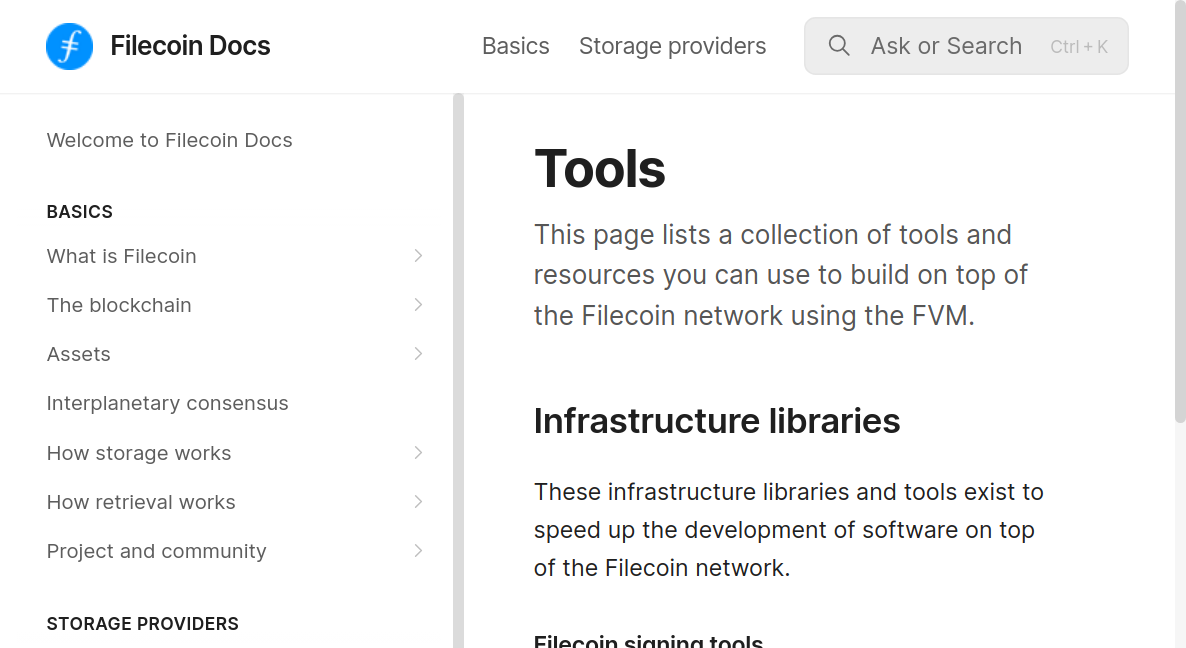 Filecoin Docs
Basics
Storage providers
Ask or Search
Ctrl + K
Welcome to Filecoin Docs
BASICS
What is Filecoin
The blockchain
Assets
Interplanetary consensus
How storage works
How retrieval works
Project and community
STORAGE PROVIDERS
Tools
This page lists a collection of tools and
resources you can use to build on top of
the Filecoin network using the FVM.
Infrastructure libraries
These infrastructure libraries and tools exist to
speed up the development of software on top
of the Filecoin network.
Filecoin signing tools